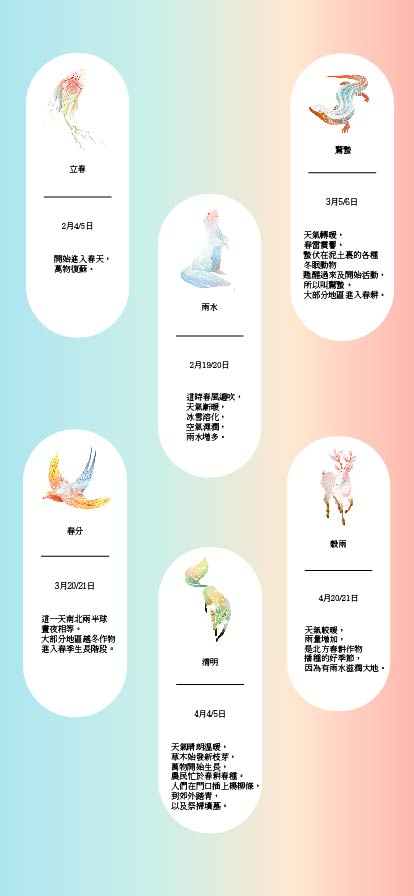 立春
2月4/5日
開始進入春天，
萬物復蘇。
雨水
2月19/20日
這時春風遍吹，
天氣漸暖，
冰雪溶化，
空氣濕潤，
雨水增多。
驚蟄
3月5/6日
天氣轉暖，
春雷震響，
蟄伏在泥土裏的各種
冬眠動物
甦醒過來及開始活動，
所以叫驚蟄。
大部分地區進入春耕。
春分
3月20/21日
這一天南北兩半球
晝夜相等。
大部分地區越冬作物
進入春季生長階段。
清明
4月4/5日
天氣晴朗溫暖，
草木始發新枝芽，
萬物開始生長，
農民忙於春耕春種。
人們在門口插上楊柳條，
到郊外踏青，
以及祭掃墳墓。
穀雨
4月20/21日
天氣較暖，
雨量增加，
是北方春耕作物
播種的好季節，
因為有雨水滋潤大地。